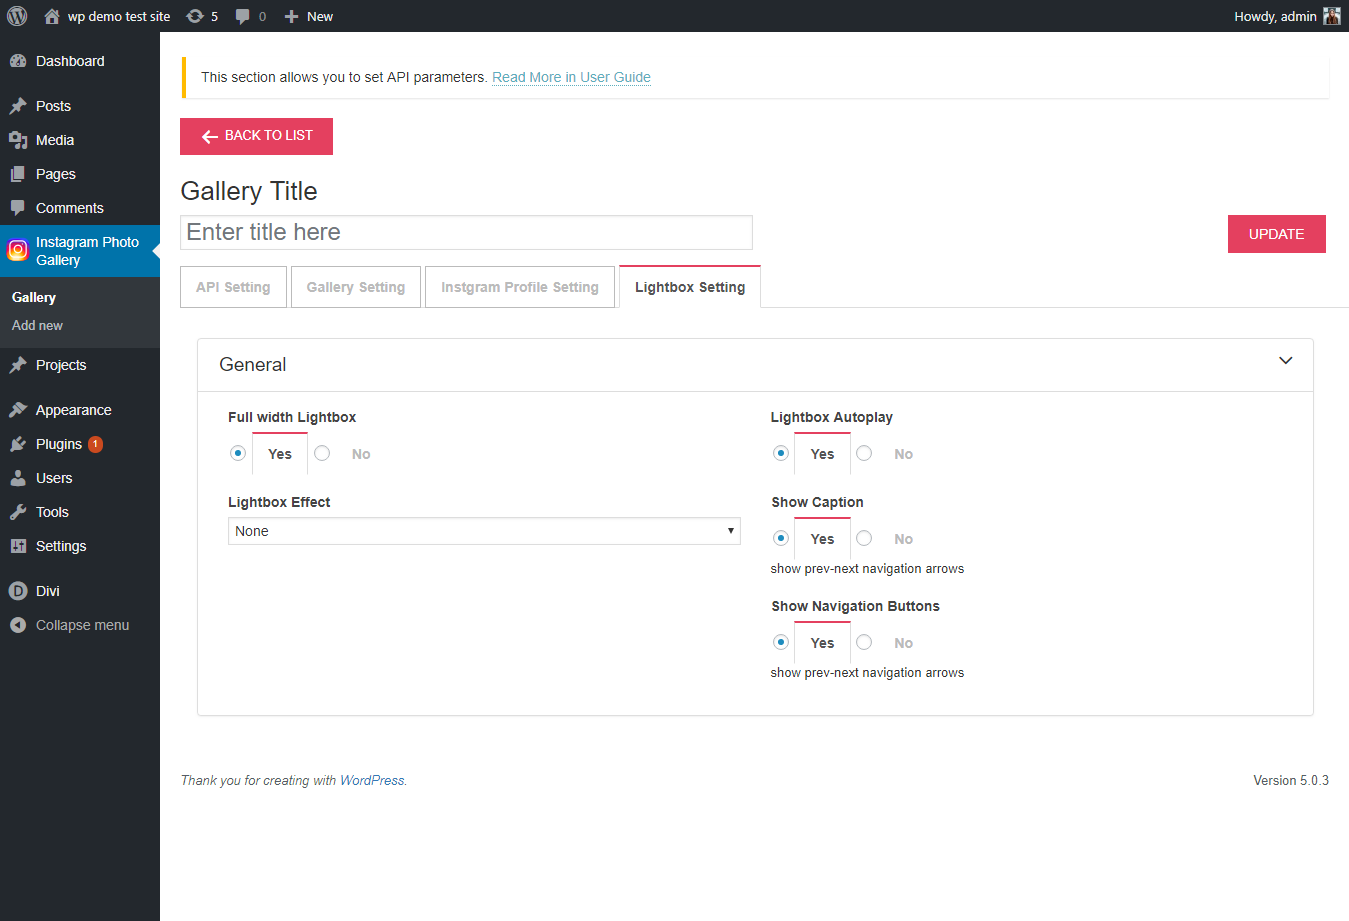 wp demo test site 5 0 New Howdy, admin
Dashboard
Posts
Media
Pages
Comments
Instagram Photo
Gallery
Gallery
Add new
Projects
Appearance
Plugins 1
Users
Tools
Settings
Divi
Collapse menu
This section allows you to set API parameters. Read More in User Guide
BACK TO LIST
Gallery Title
Enter title here
UPDATE
API Setting Gallery Setting Instgram Profile Setting Lightbox Setting
General
Full width Lightbox
Yes No
Lightbox Effect
None
Lightbox Autoplay
Yes No
Show Caption
Yes No
show prev-next navigation arrows
Show Navigation Buttons
Yes No
show prev-next navigation arrows
Thank you for creating with WordPress. Version 5.0.3